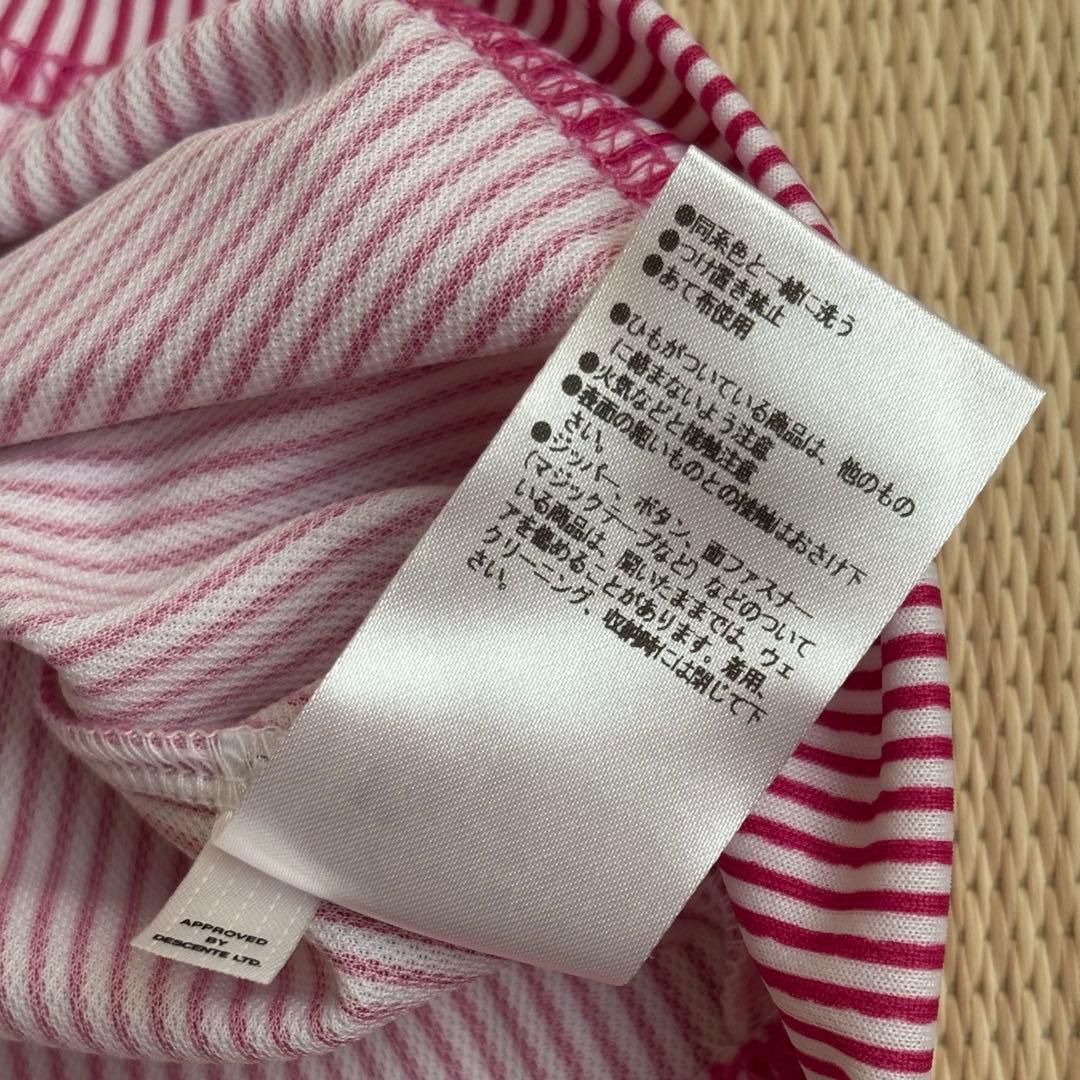 ●同系色と一緒に洗う
●つけ置き禁止
●あて布使用
●ひもがついている商品は、他のもの
に絡まないよう注意
●火気などと接触注意
●表面の粗いものとの接触はおさけ下
さい。
●ジッパー、ボタン、面ファスナー
(マジックテープなど)などのついて
いる商品は、開いたままでは、ウェ
アを傷めることがあります。着用、
クリーニング、収納時には閉じて下
さい。
APPROVED
BY
DESCENTE LTD.